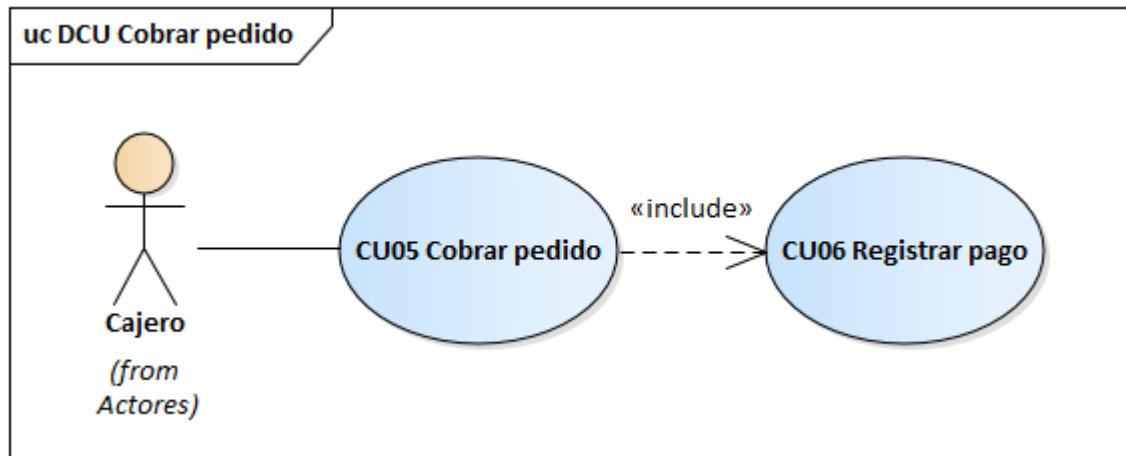 uc DCU Cobrar pedido
«include»
CU05 Cobrar pedido
CU06 Registrar pago
Cajero
(from
Actores)